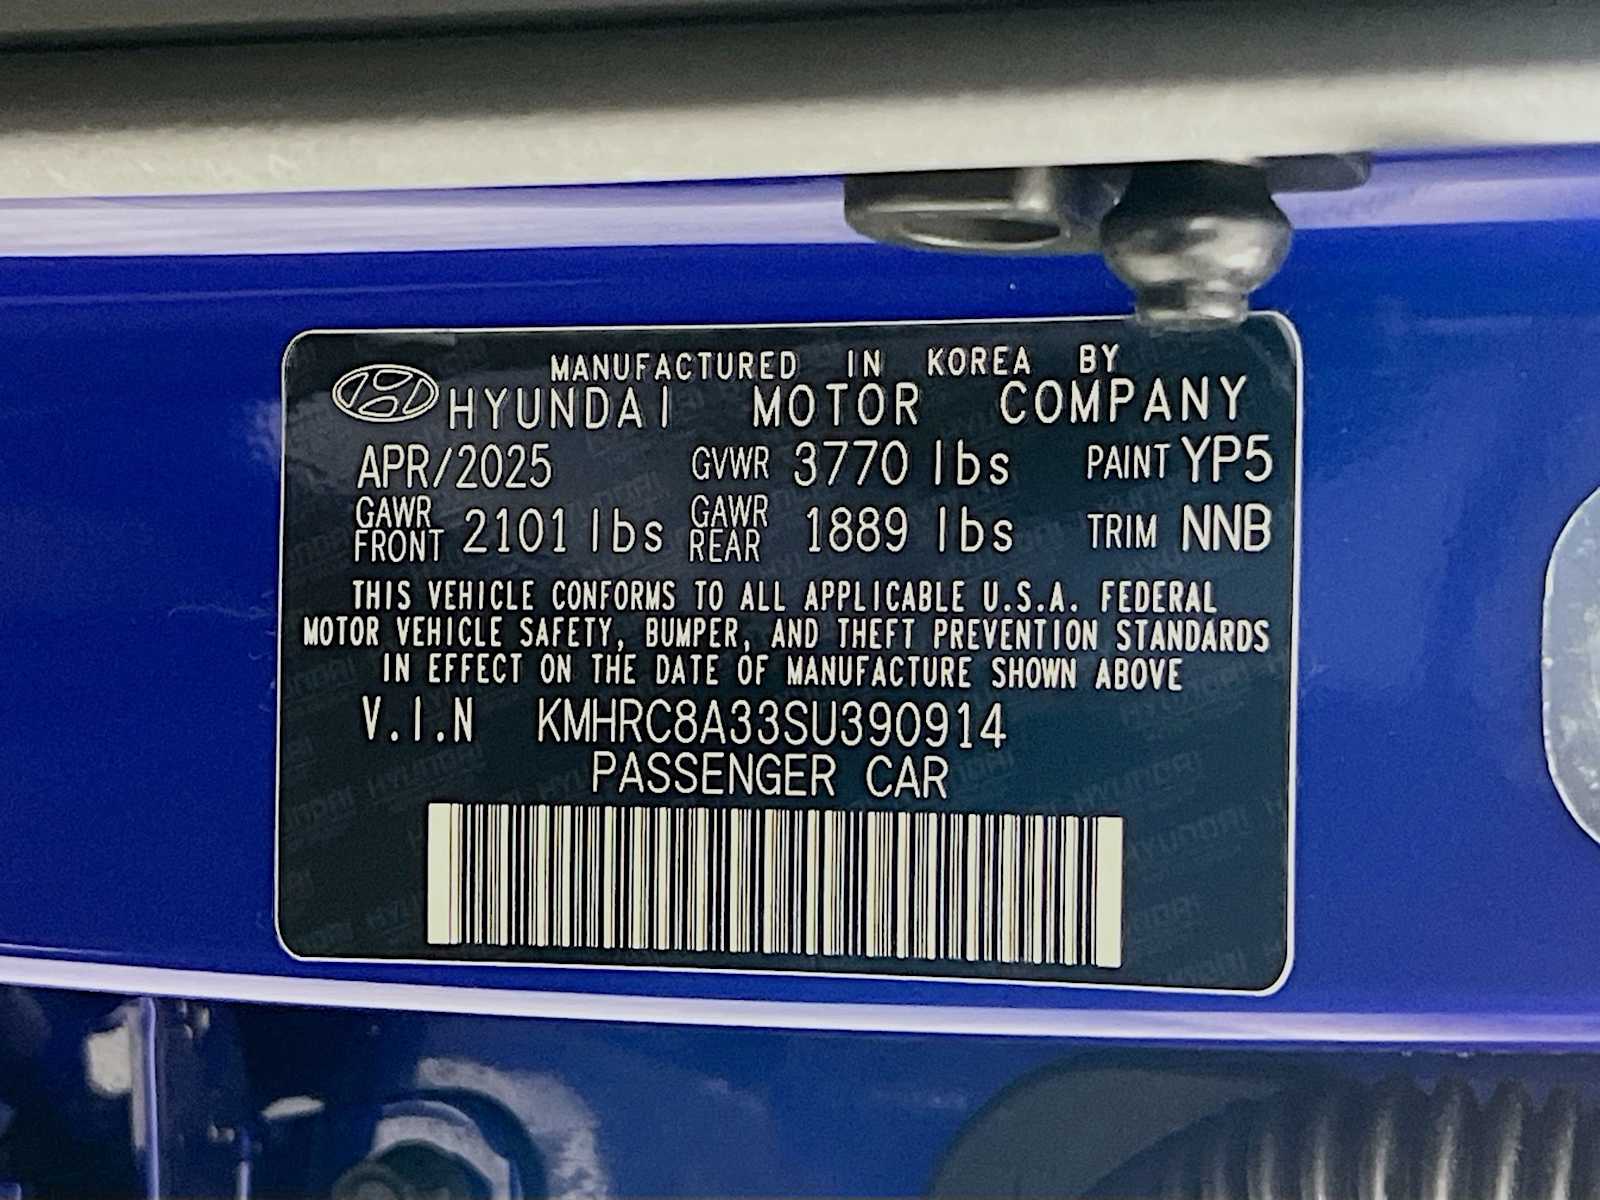 MANUFACTURED IN KOREA BY
HYUNDAI MOTOR COMPANY
APR/2025 GVWR 3770 lbs PAINT YP5
GAWR FRONT 2101 lbs GAWR REAR 1889 lbs TRIM NNB
THIS VEHICLE CONFORMS TO ALL APPLICABLE U.S.A. FEDERAL
MOTOR VEHICLE SAFETY, BUMPER, AND THEFT PREVENTION STANDARDS
IN EFFECT ON THE DATE OF MANUFACTURE SHOWN ABOVE
V.I.N KMHRC8A33SU390914
PASSENGER CAR